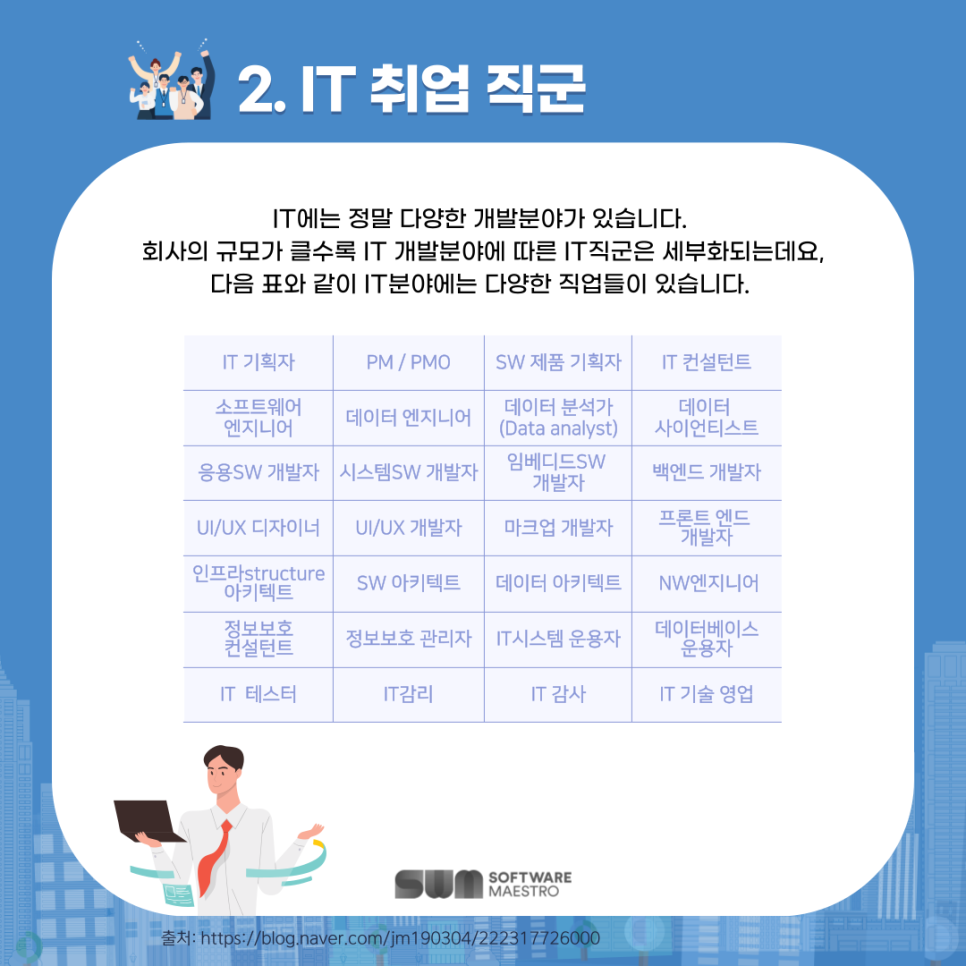 2. IT 취업 직군
IT에는 정말 다양한 개발분야가 있습니다.
회사의 규모가 클수록 IT 개발분야에 따른 IT직군은 세부화되는데요,
다음 표와 같이 IT분야에는 다양한 직업들이 있습니다.
IT 기획자 PM / PMO SW 제품 기획자 IT 컨설턴트
소프트웨어
엔지니어 데이터 엔지니어 데이터 분석가
(Data analyst) 데이터
사이언티스트
응용SW 개발자 시스템SW 개발자 임베디드SW
개발자 백엔드 개발자
UI/UX 디자이너 UI/UX 개발자 마크업 개발자 프론트 엔드
개발자
인프라structure
아키텍트 SW 아키텍트 데이터 아키텍트 NW엔지니어
정보보호
컨설턴트 정보보호 관리자 IT시스템 운용자 데이터베이스
운용자
IT 테스터 IT감리 IT 감사 IT 기술 영업
SWM SOFTWARE
MAESTRO
출처: https://blog.naver.com/jm190304/222317726000